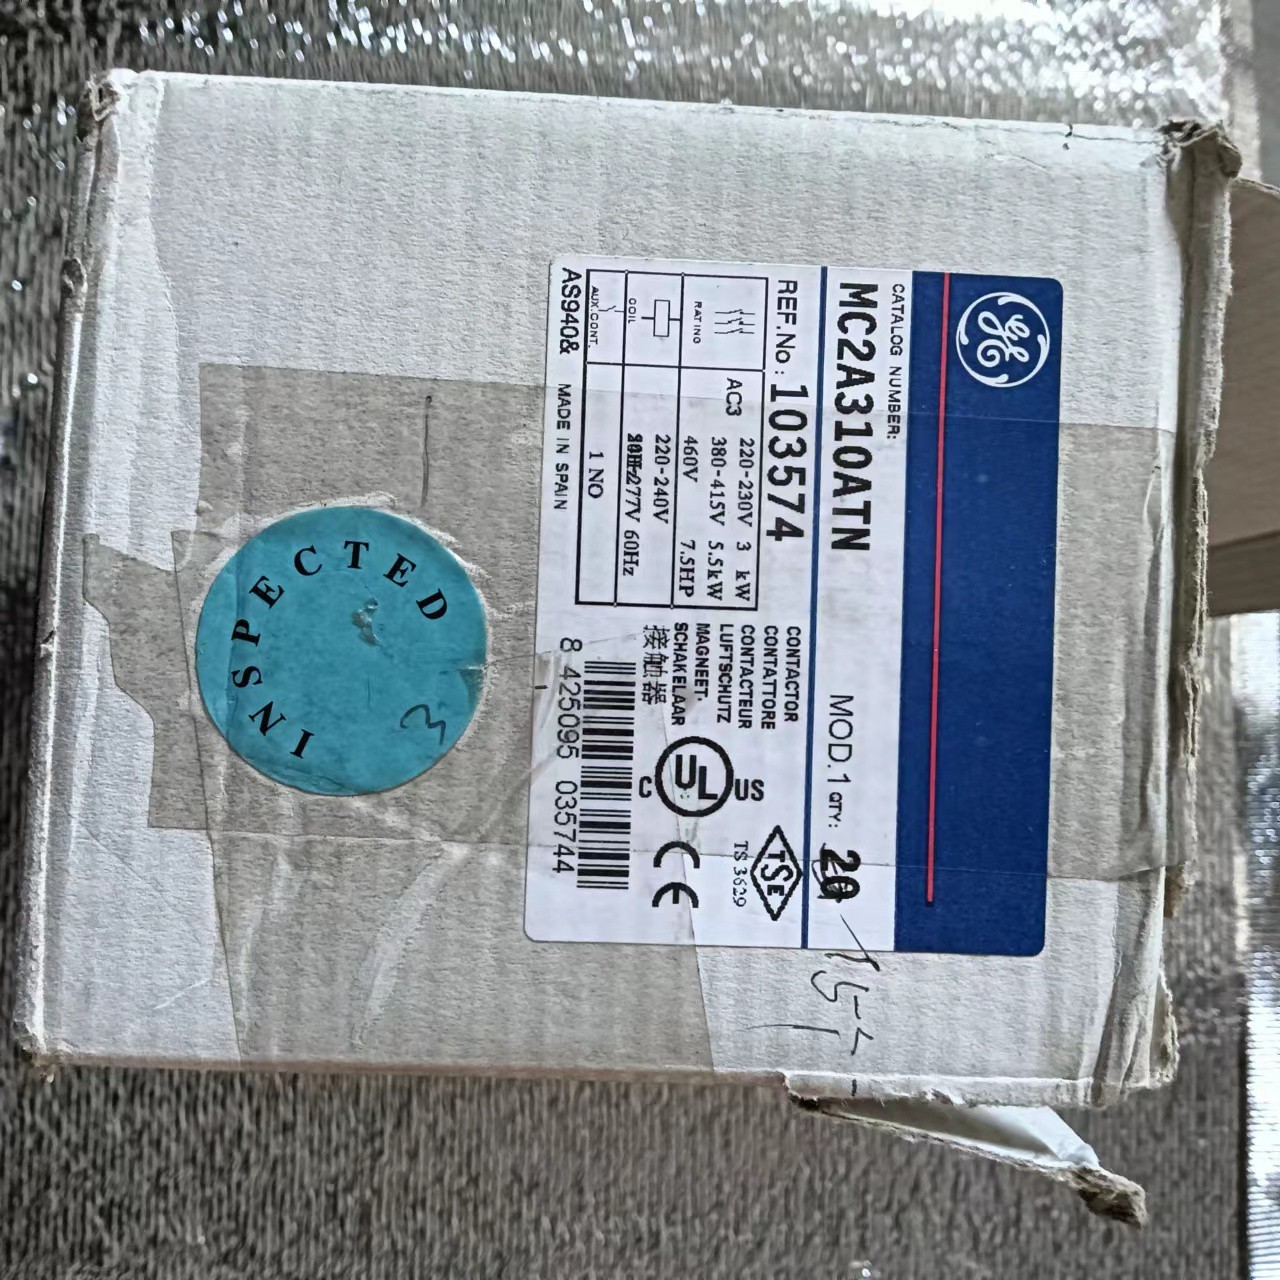 GE
CATALOG NUMBER:
MC2A310ATN
MOD.1 QTY: 20
REF.No: 103574
RATING
AC3 220-230V 3 kW
380-415V 5.5kW
460V 7.5HP
COIL
220-240V
277V 60Hz
AUX.CONT.
1 NO
AS940& MADE IN SPAIN
CONTACTOR
CONTATTORE
CONTACTEUR
LUFTSCHUTZ
MAGNEET.
SCHAKELAAR
接触器
C UL US
TSE
TS 3629
CE
8 425095 035744
INSPECTED
3